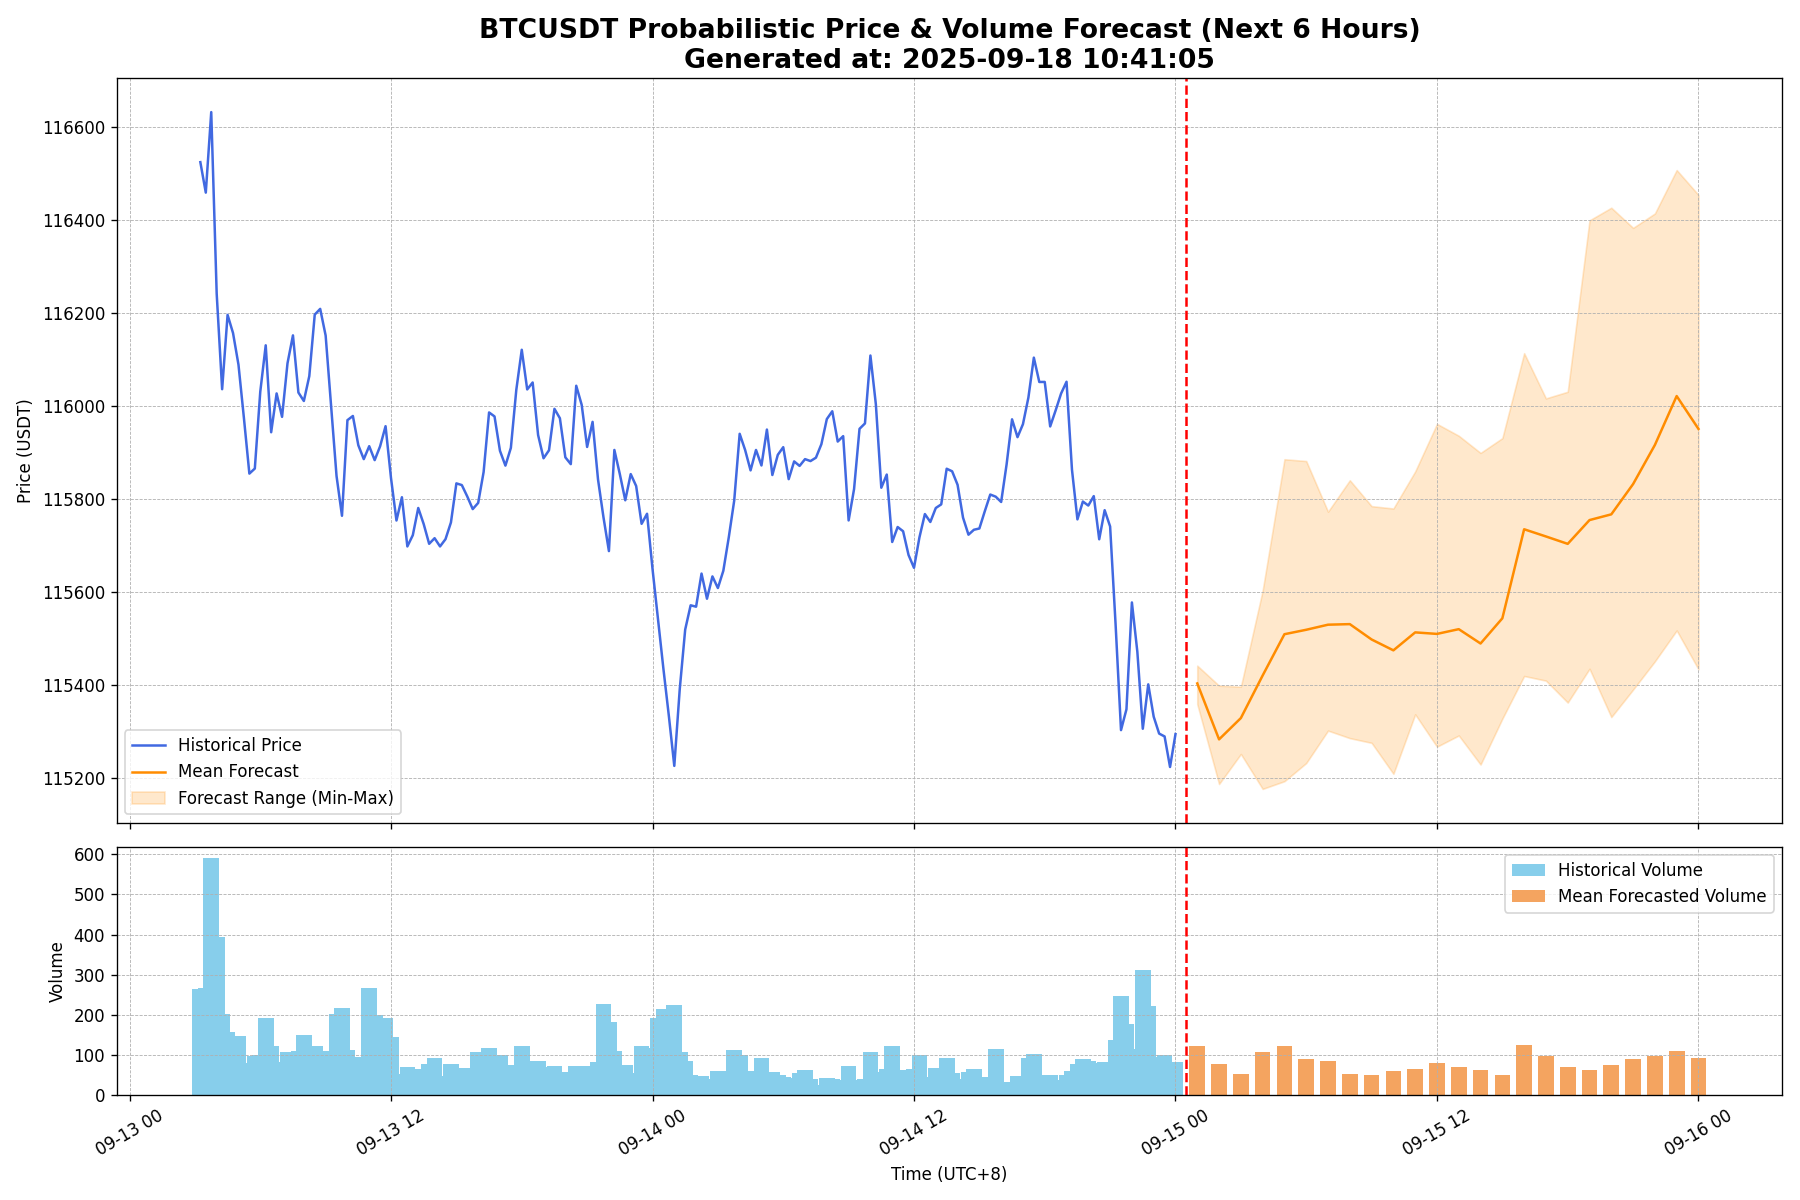 BTCUSDT Probabilistic Price & Volume Forecast (Next 6 Hours)
Generated at: 2025-09-18 10:41:05
Price (USDT)
116600
116400
116200
116000
115800
115600
115400
115200
Historical Price
Mean Forecast
Forecast Range (Min-Max)
Volume
600
500
400
300
200
100
0
Historical Volume
Mean Forecasted Volume
09-13 00
09-13 12
09-14 00
09-14 12
09-15 00
09-15 12
09-16 00
Time (UTC+8)